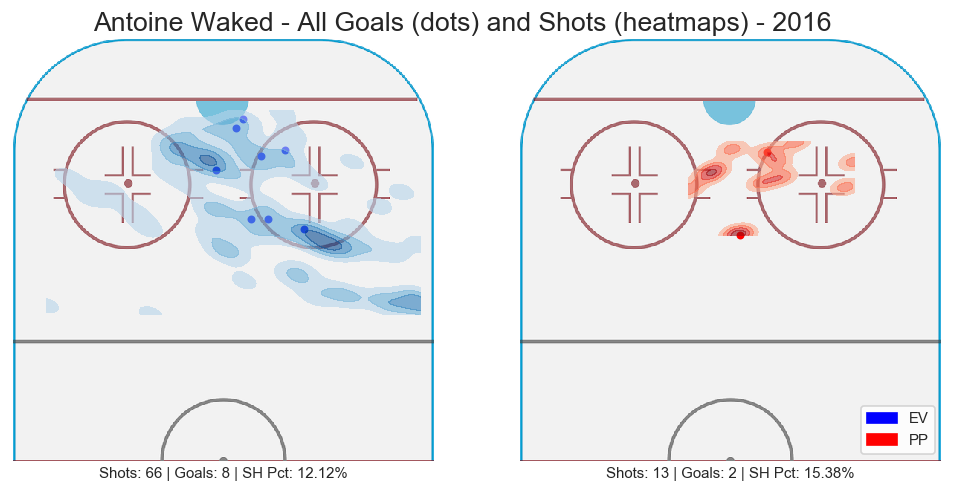 Antoine Waked - All Goals (dots) and Shots (heatmaps) - 2016
EV
PP
Shots: 66 | Goals: 8 | SH Pct: 12.12%
Shots: 13 | Goals: 2 | SH Pct: 15.38%